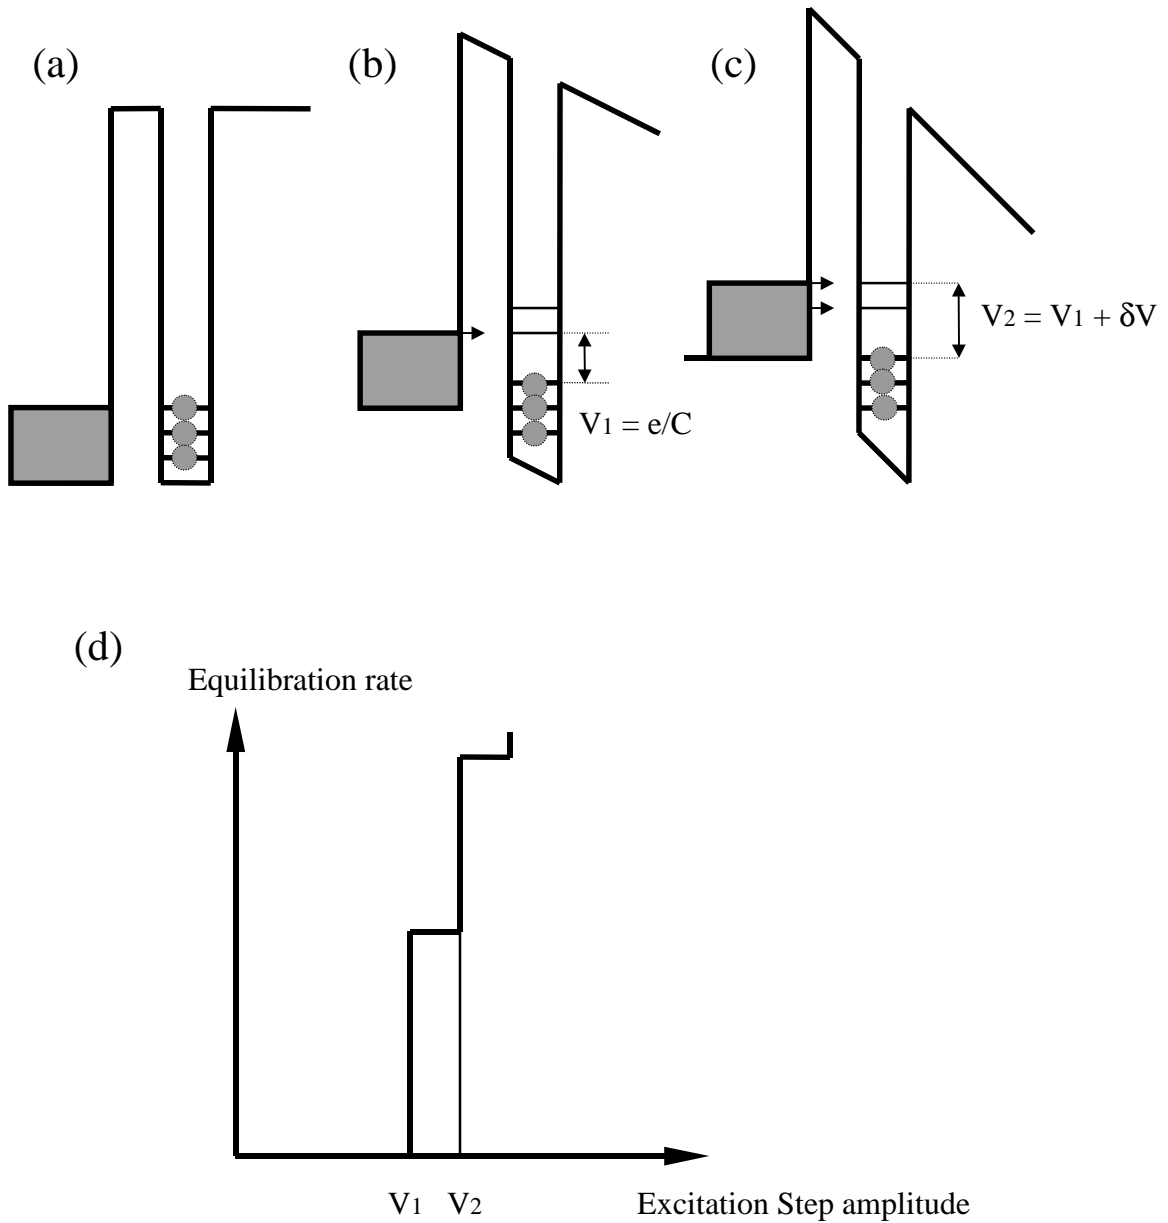 (a)
(b)
(c)
V2 = V1 + δV
V1 = e/C
(d)
Equilibration rate
V1
V2
Excitation Step amplitude